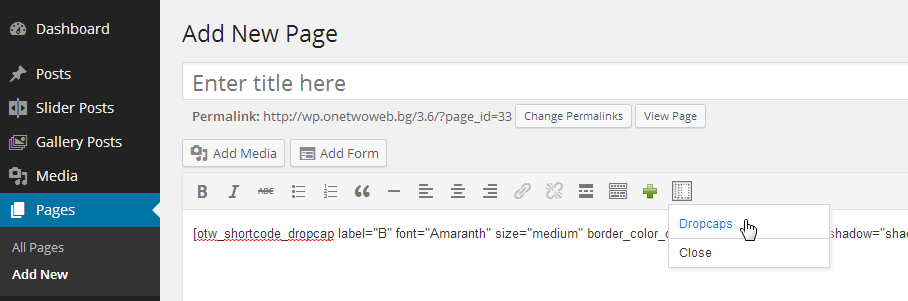 Dashboard
Posts
Slider Posts
Gallery Posts
Media
Pages
All Pages
Add New
Add New Page
Enter title here
Permalink: http://wp.onetwoweb.bg/3.6/?page_id=33 Change Permalinks View Page
Add Media Add Form
B I ABC
[otw_shortcode_dropcap label="B" font="Amaranth" size="medium" border_color_c shadow="sha
Dropcaps
Close